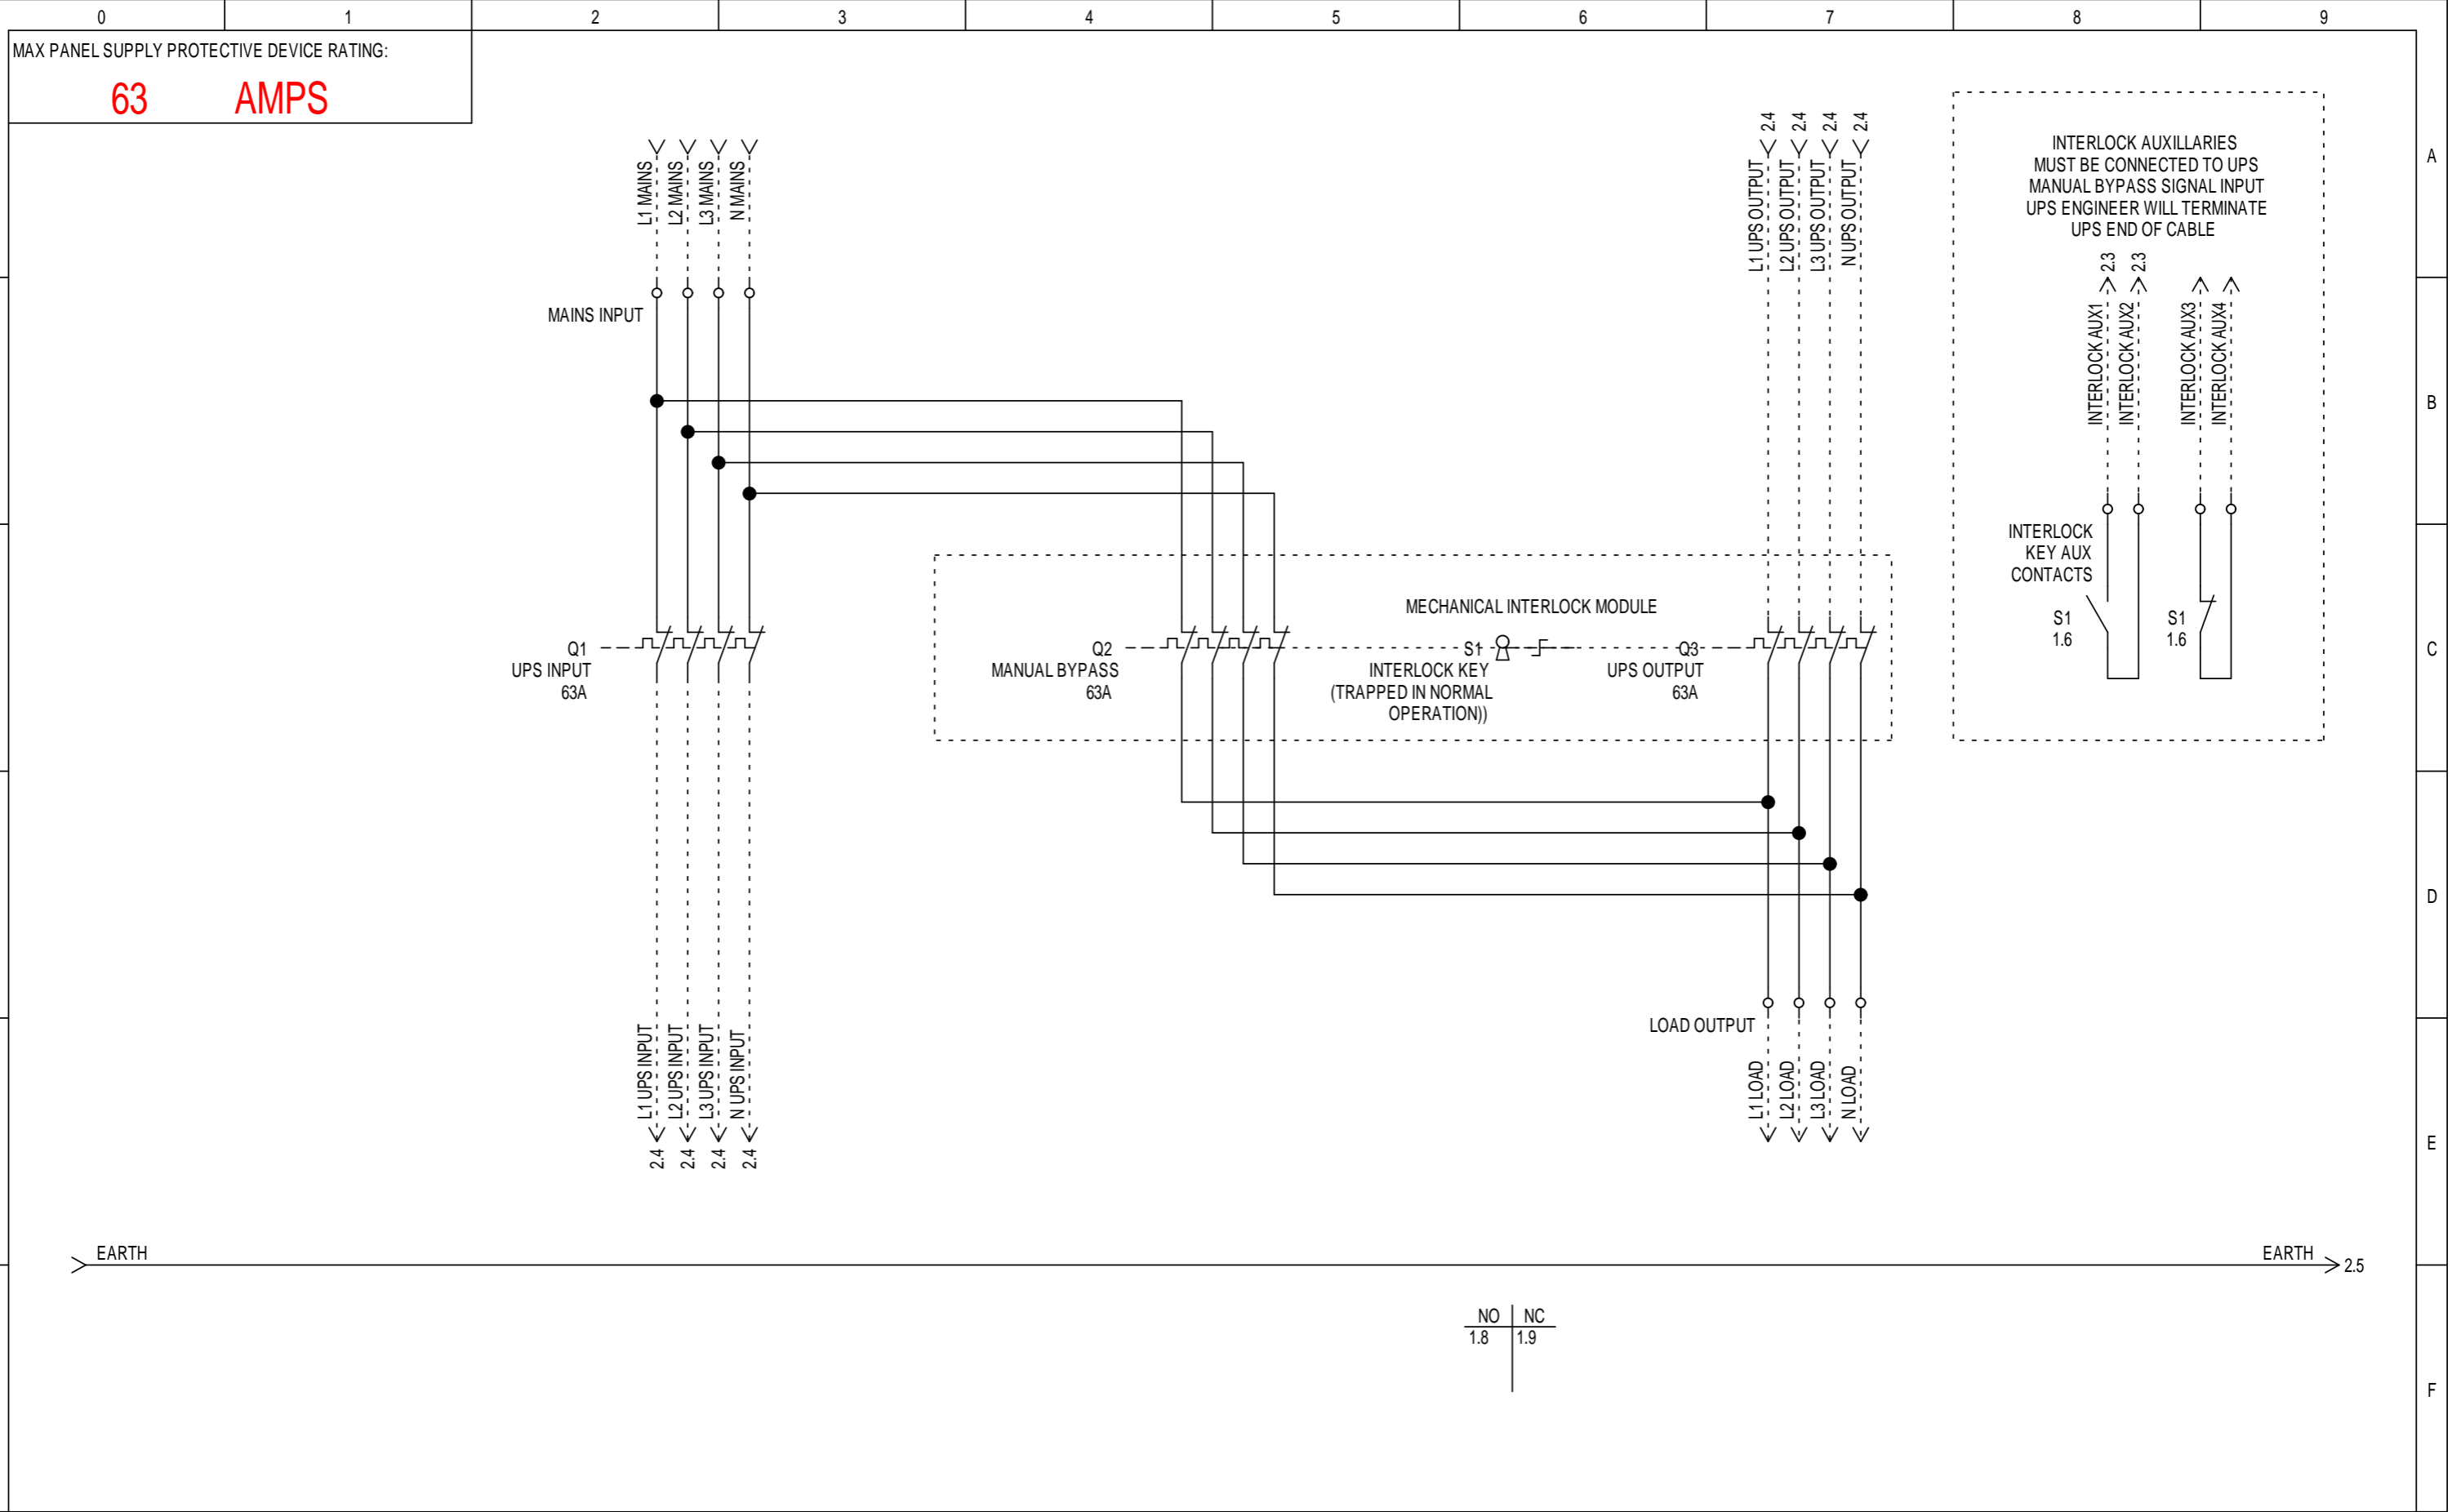 0 1 2 3 4 5 6 7 8 9
MAX PANEL SUPPLY PROTECTIVE DEVICE RATING:
63 AMPS
A
B
C
D
E
F
L1 MAINS
L2 MAINS
L3 MAINS
N MAINS
MAINS INPUT
2.4
2.4
2.4
2.4
L1 UPS OUTPUT
L2 UPS OUTPUT
L3 UPS OUTPUT
N UPS OUTPUT
INTERLOCK AUXILLARIES
MUST BE CONNECTED TO UPS
MANUAL BYPASS SIGNAL INPUT
UPS ENGINEER WILL TERMINATE
UPS END OF CABLE
2.3
2.3
INTERLOCK AUX1
INTERLOCK AUX2
INTERLOCK AUX3
INTERLOCK AUX4
INTERLOCK
KEY AUX
CONTACTS
S1
1.6
S1
1.6
Q1
UPS INPUT
63A
Q2
MANUAL BYPASS
63A
MECHANICAL INTERLOCK MODULE
S1
INTERLOCK KEY
(TRAPPED IN NORMAL
OPERATION))
Q3
UPS OUTPUT
63A
L1 UPS INPUT
L2 UPS INPUT
L3 UPS INPUT
N UPS INPUT
2.4
2.4
2.4
2.4
LOAD OUTPUT
L1 LOAD
L2 LOAD
L3 LOAD
N LOAD
EARTH
EARTH
2.5
NO NC
1.8 1.9